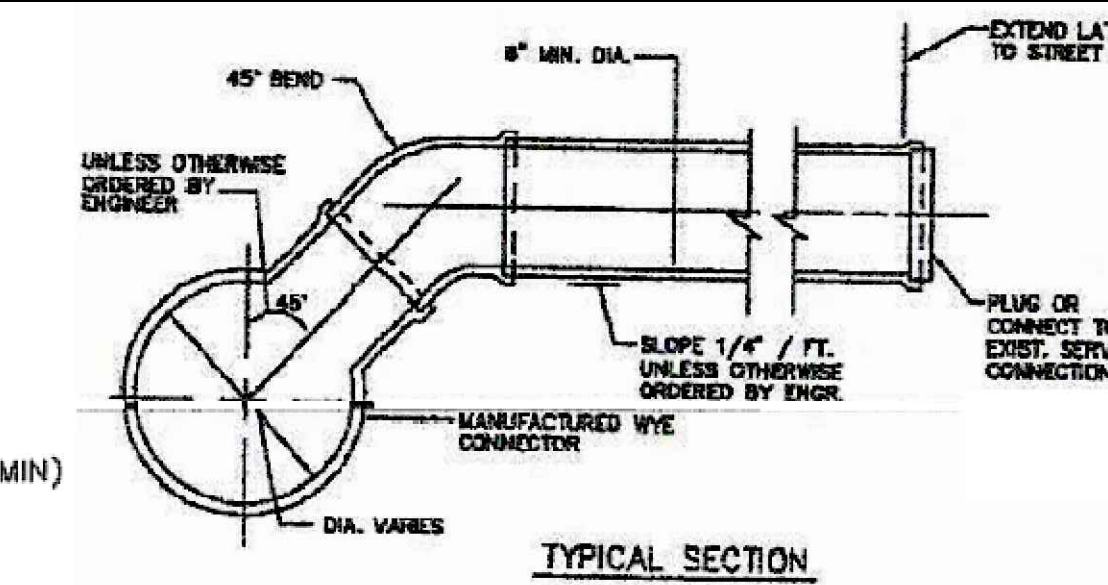 EXTEND LAT
TO STREET
MIN. DIA.
45° BEND
UNLESS OTHERWISE
ORDERED BY
ENGINEER
45°
PLUG OR
CONNECT TO
EXIST. SERV
CONNECTION
SLOPE 1/4" / FT.
UNLESS OTHERWISE
ORDERED BY ENGR.
MANUFACTURED WYE
CONNECTOR
MIN)
DIA. VARIES
TYPICAL SECTION